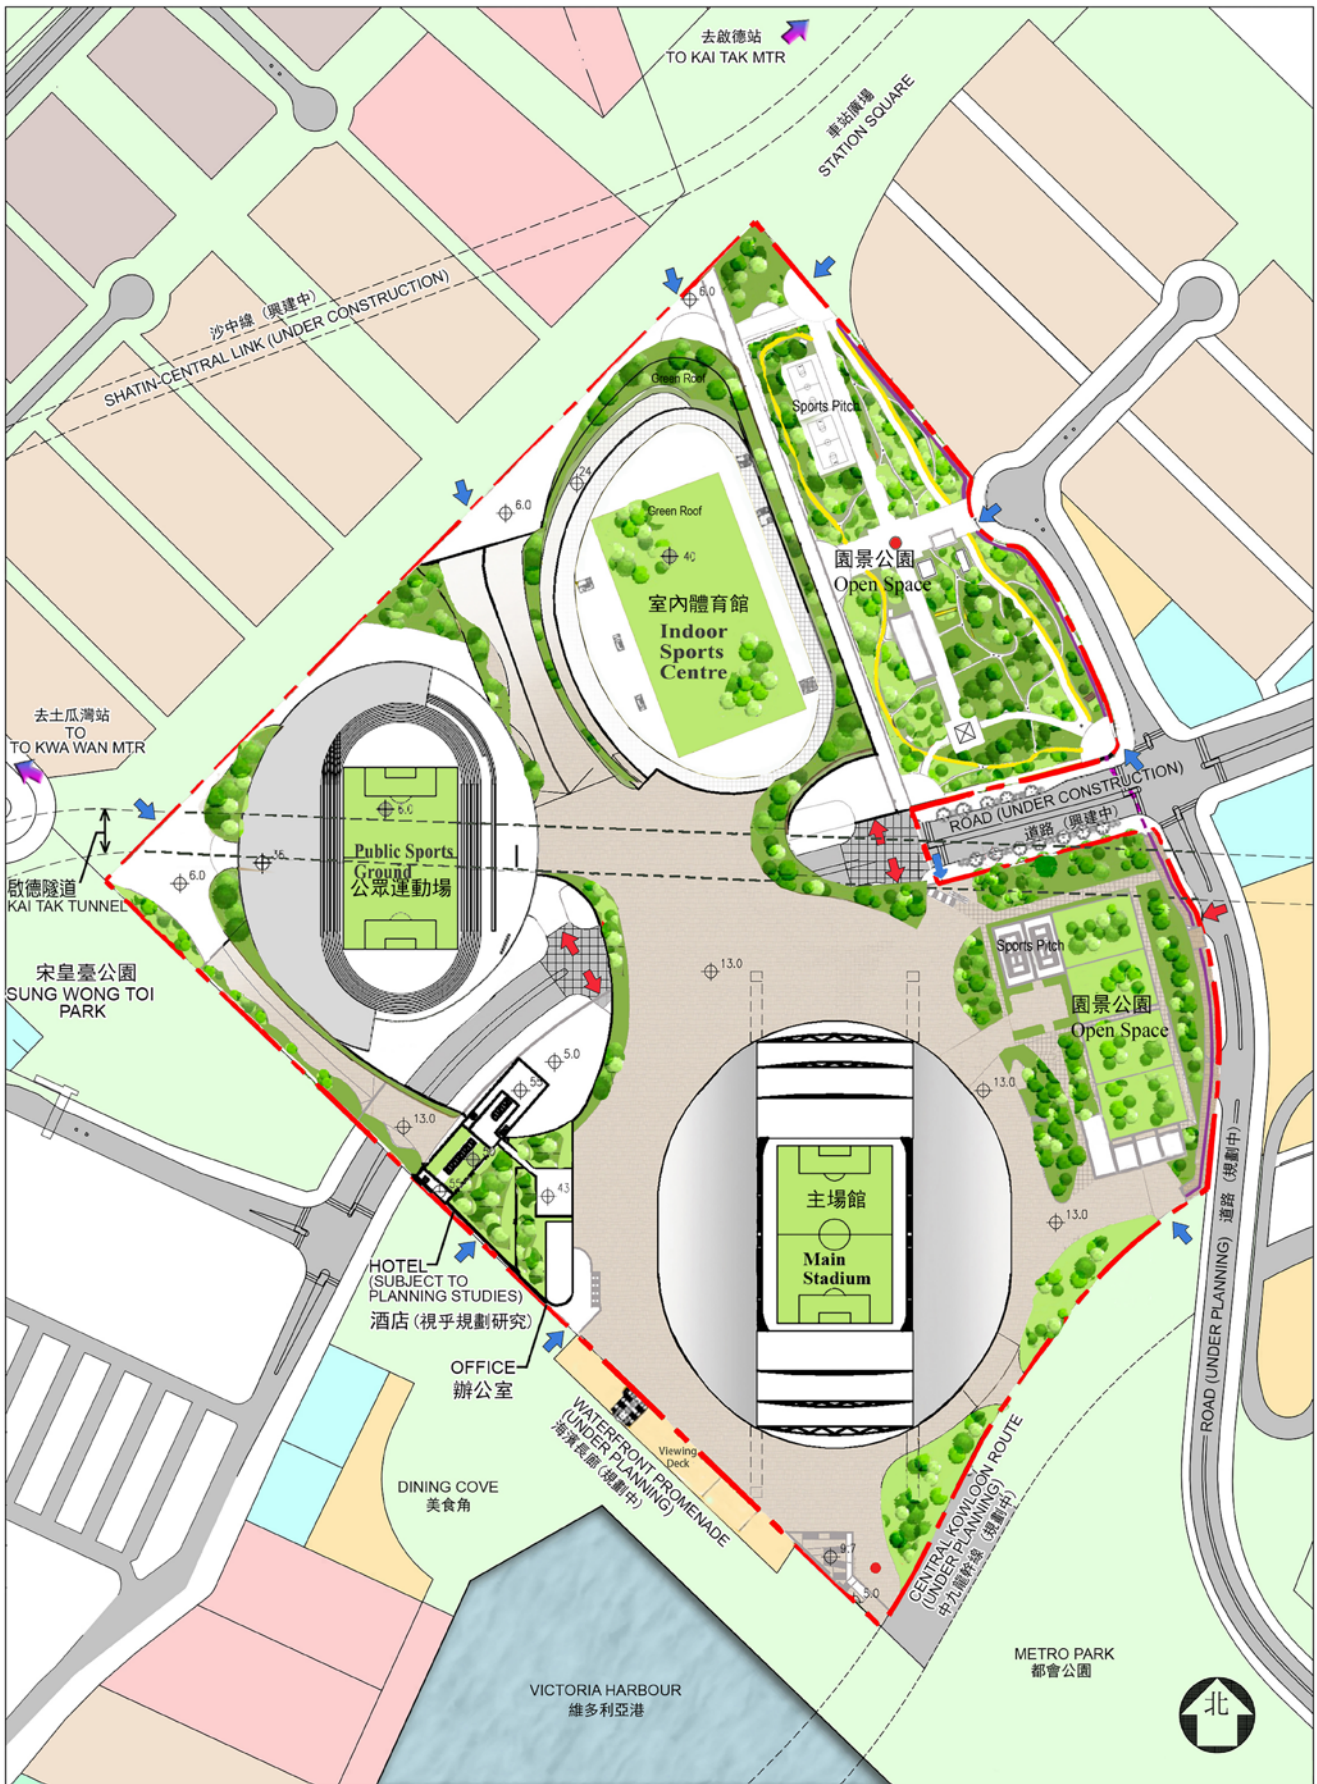 去啟德站
TO KAI TAK MTR
車站廣場
STATION SQUARE
沙中線 (興建中)
SHATIN-CENTRAL LINK (UNDER CONSTRUCTION)
6.0
Green Roof
Sports Pitch
24
6.0
Green Roof
40
園景公園
Open Space
室內體育館
Indoor
Sports
Centre
去土瓜灣站
TO
TO KWA WAN MTR
6.0
Public Sports
Ground
公眾運動場
36
6.0
啟德隧道
KAI TAK TUNNEL
ROAD (UNDER CONSTRUCTION)
道路 (興建中)
宋皇臺公園
SUNG WONG TOI
PARK
13.0
Sports Pitch
園景公園
Open Space
5.0
55
13.0
13.0
55
43
13.0
主場館
Main
Stadium
HOTEL
(SUBJECT TO
PLANNING STUDIES)
酒店 (視乎規劃研究)
OFFICE
辦公室
ROAD (UNDER PLANNING) 道路 (規劃中)
WATERFRONT PROMENADE
(UNDER PLANNING)
海濱長廊 (規劃中)
Viewing
Deck
DINING COVE
美食角
CENTRAL KOWLOON ROUTE
(UNDER PLANNING)
中九龍幹線 (規劃中)
9.7
5.0
METRO PARK
都會公園
VICTORIA HARBOUR
維多利亞港
北